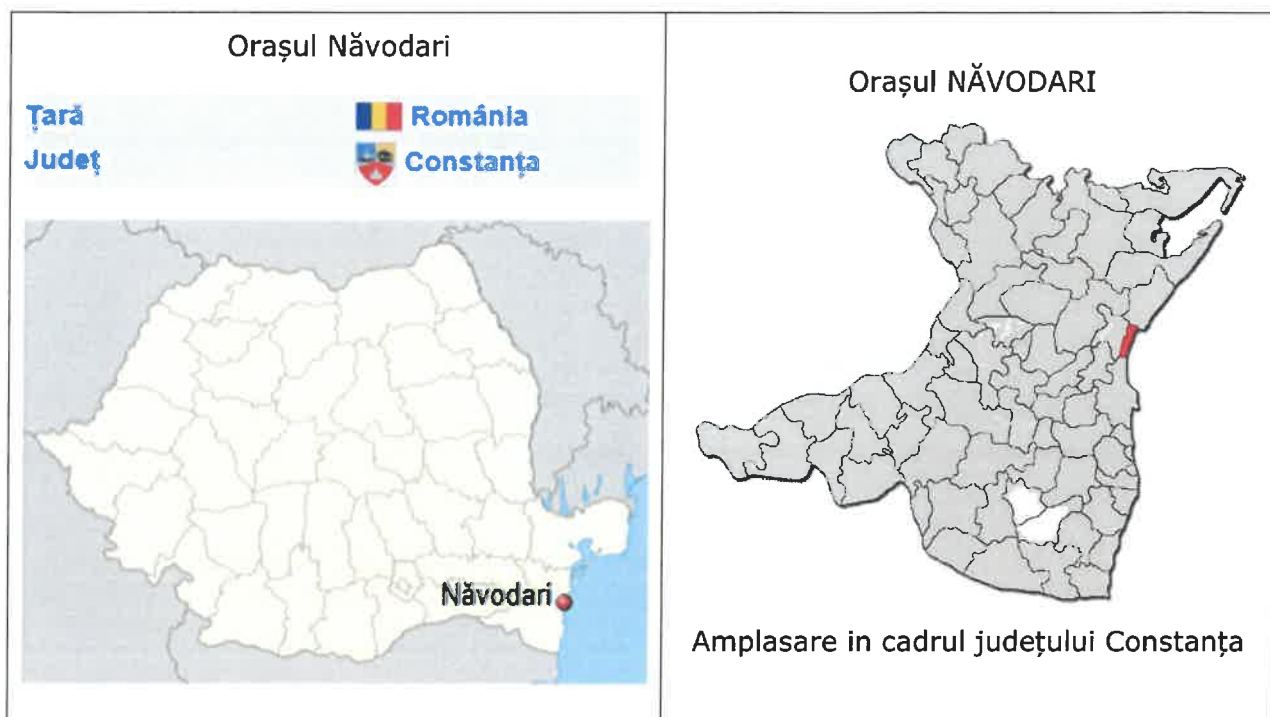 Orașul Năvodari
Țară România
Județ Constanța
Năvodari
Orașul NĂVODARI
Amplasare in cadrul județului Constanța